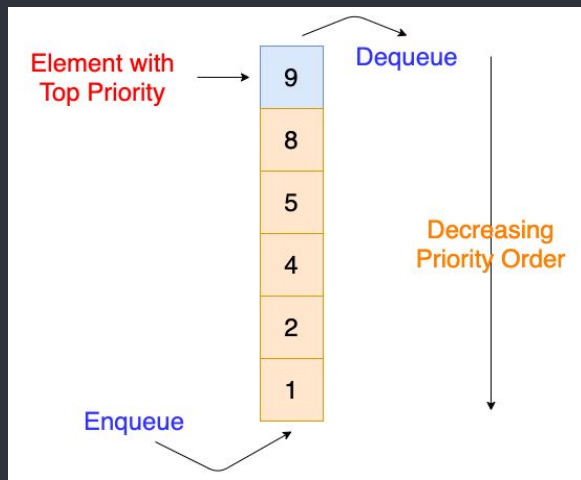 Element with
Top Priority
Dequeue
9
8
5
Decreasing
Priority Order
4
2
1
Enqueue